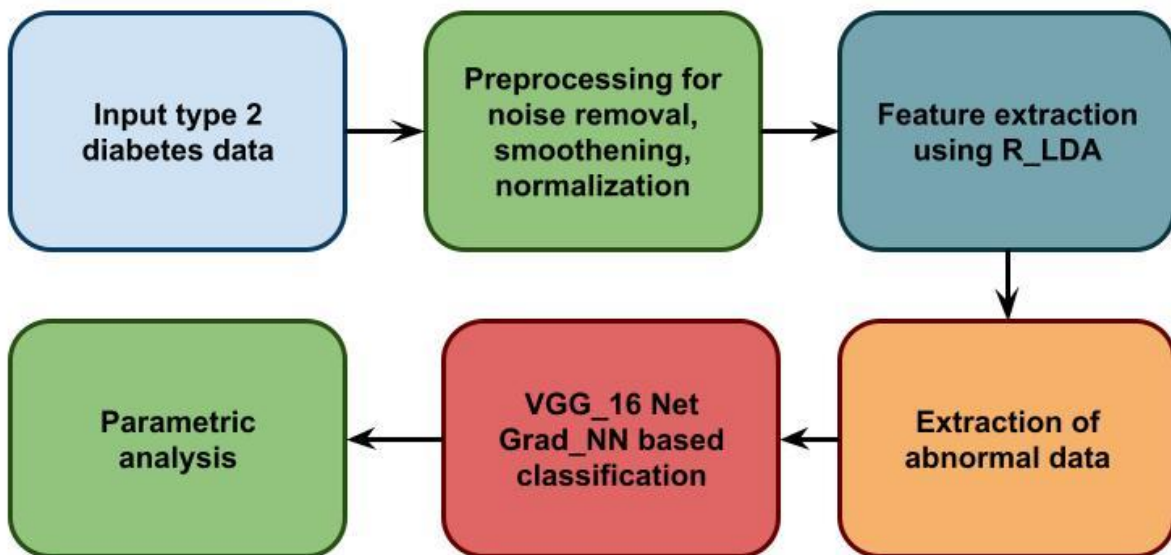 Input type 2
diabetes data
Preprocessing for
noise removal,
smoothening,
normalization
Feature extraction
using R_LDA
Extraction of
abnormal data
VGG_16 Net
Grad_NN based
classification
Parametric
analysis